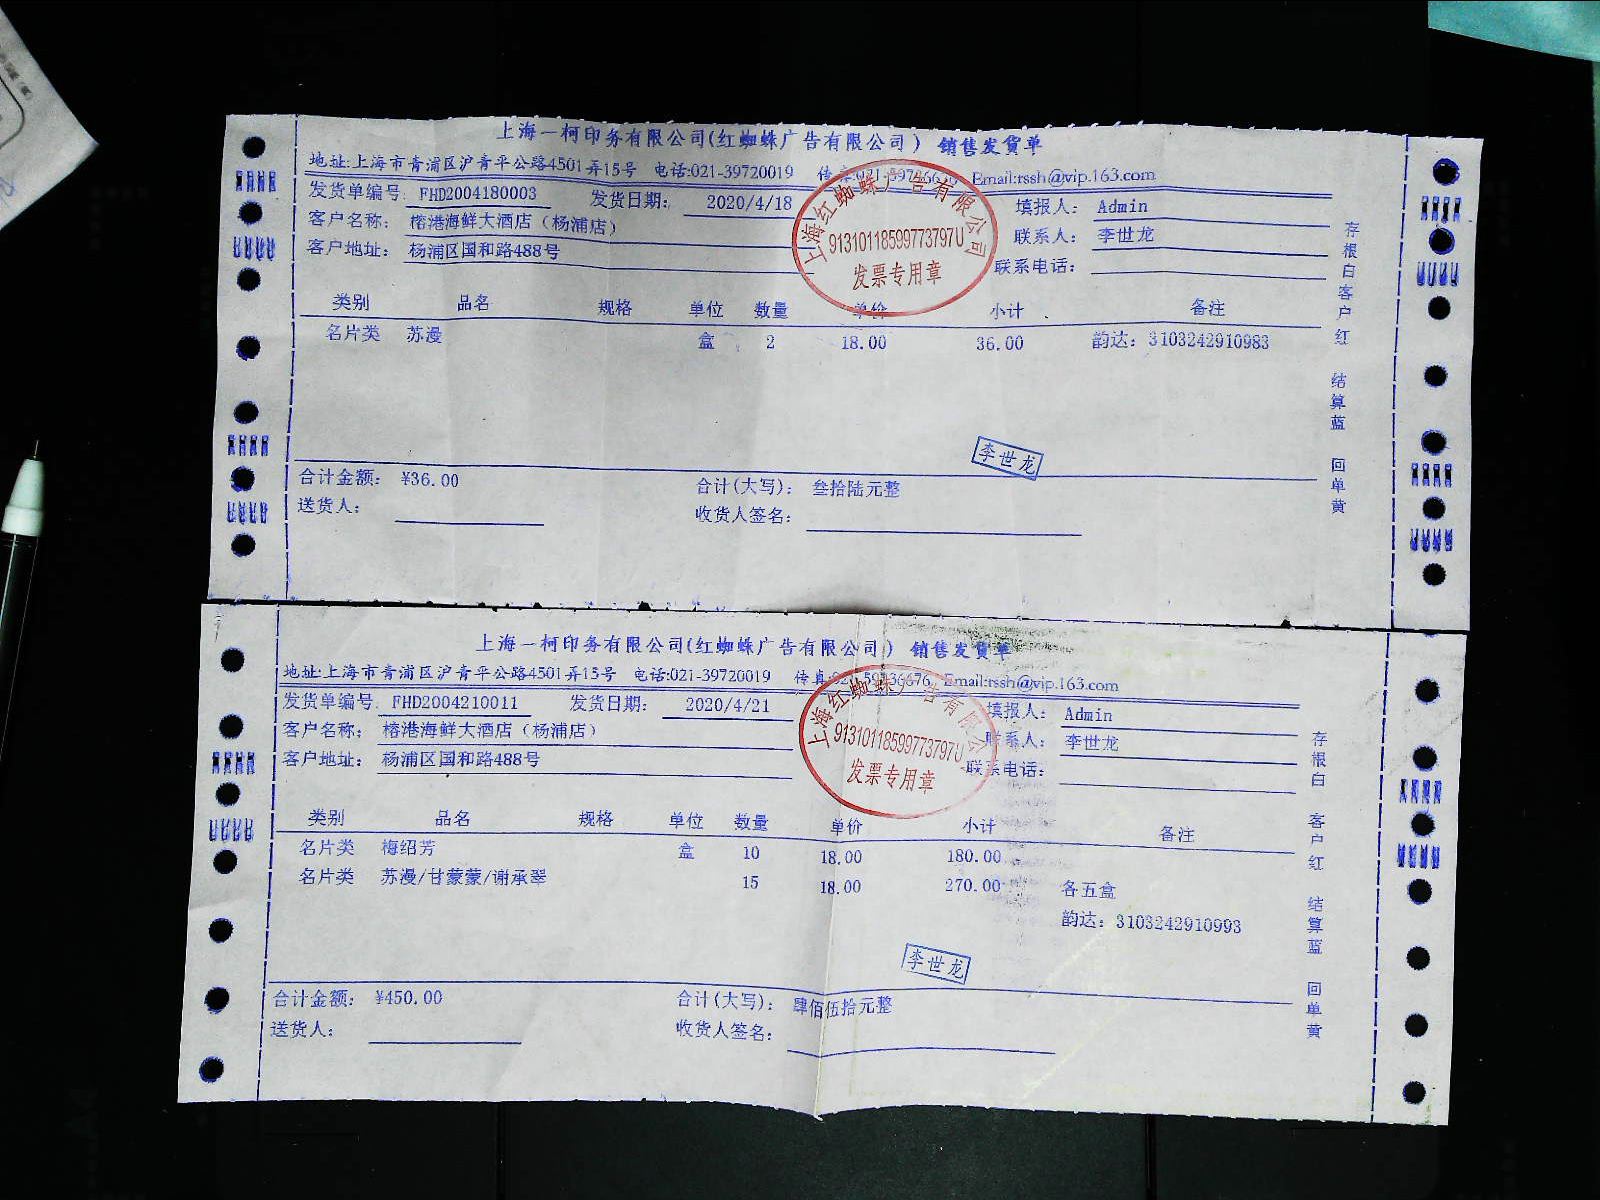 上海一柯印务有限公司(红蜘蛛广告有限公司) 销售发货单
地址:上海市青浦区沪青平公路4501弄15号 电话:021-39720019 传真:021-59736676 Email:rssh@vip.163.com
发货单编号 FHD2004180003 发货日期: 2020/4/18 填报人: Admin
客户名称: 榕港海鲜大酒店（杨浦店） 联系人: 李世龙
客户地址: 杨浦区国和路488号 联系电话:
上海红蜘蛛广告有限公司
91310118599773797U
发票专用章
类别 品名 规格 单位 数量 单价 小计 备注
名片类 苏漫 盒 2 18.00 36.00 韵达: 3103242910983
李世龙
合计金额: ¥36.00 合计(大写): 叁拾陆元整
送货人: 收货人签名:
存根白 客户红 结算蓝 回单黄
上海一柯印务有限公司(红蜘蛛广告有限公司) 销售发货单
地址:上海市青浦区沪青平公路4501弄15号 电话:021-39720019 传真:021-59736676 Email:rssh@vip.163.com
发货单编号 FHD2004210011 发货日期: 2020/4/21 填报人: Admin
客户名称: 榕港海鲜大酒店（杨浦店） 联系人: 李世龙
客户地址: 杨浦区国和路488号 联系电话:
上海红蜘蛛广告有限公司
91310118599773797U
发票专用章
类别 品名 规格 单位 数量 单价 小计 备注
名片类 梅绍芳 盒 10 18.00 180.00
名片类 苏漫/甘蒙蒙/谢承翠 15 18.00 270.00 各五盒
韵达: 3103242910993
李世龙
合计金额: ¥450.00 合计(大写): 肆佰伍拾元整
送货人: 收货人签名:
存根白 客户红 结算蓝 回单黄